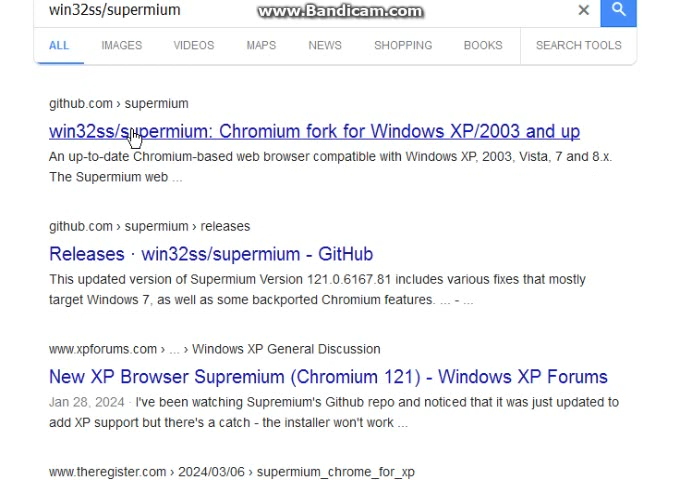 www.Bandicam.com
win32ss/supermium
ALL IMAGES VIDEOS MAPS NEWS SHOPPING BOOKS SEARCH TOOLS
github.com › supermium
win32ss/supermium: Chromium fork for Windows XP/2003 and up
An up-to-date Chromium-based web browser compatible with Windows XP, 2003, Vista, 7 and 8.x.
The Supermium web ...
github.com › supermium › releases
Releases · win32ss/supermium - GitHub
This updated version of Supermium Version 121.0.6167.81 includes various fixes that mostly
target Windows 7, as well as some backported Chromium features. ... - ...
www.xpforums.com › ... › Windows XP General Discussion
New XP Browser Supremium (Chromium 121) - Windows XP Forums
Jan 28, 2024 · I've been watching Supremium's Github repo and noticed that it was just updated to
add XP support but there's a catch - the installer won't work ...
www.theregister.com › 2024/03/06 › supermium_chrome_for_xp